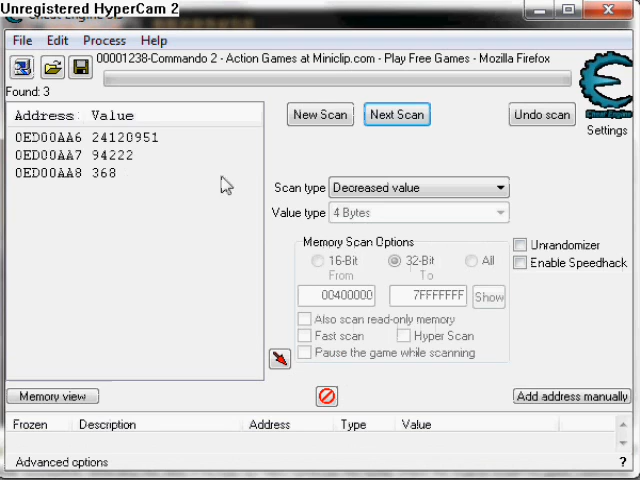 Unregistered HyperCam 2
File Edit Process Help
00001238-Commando 2 - Action Games at Miniclip.com - Play Free Games - Mozilla Firefox
Found: 3
Address Value
0ED00AA6 24120951
0ED00AA7 94222
0ED00AA8 368
New Scan Next Scan Undo scan
Cheat Engine
Settings
Scan type Decreased value
Value type 4 Bytes
Memory Scan Options
16-Bit 32-Bit All
From To
00400000 7FFFFFFF Show
Also scan read-only memory
Fast scan Hyper Scan
Pause the game while scanning
Unrandomizer
Enable Speedhack
Memory view Add address manually
Frozen Description Address Type Value
Advanced options ?